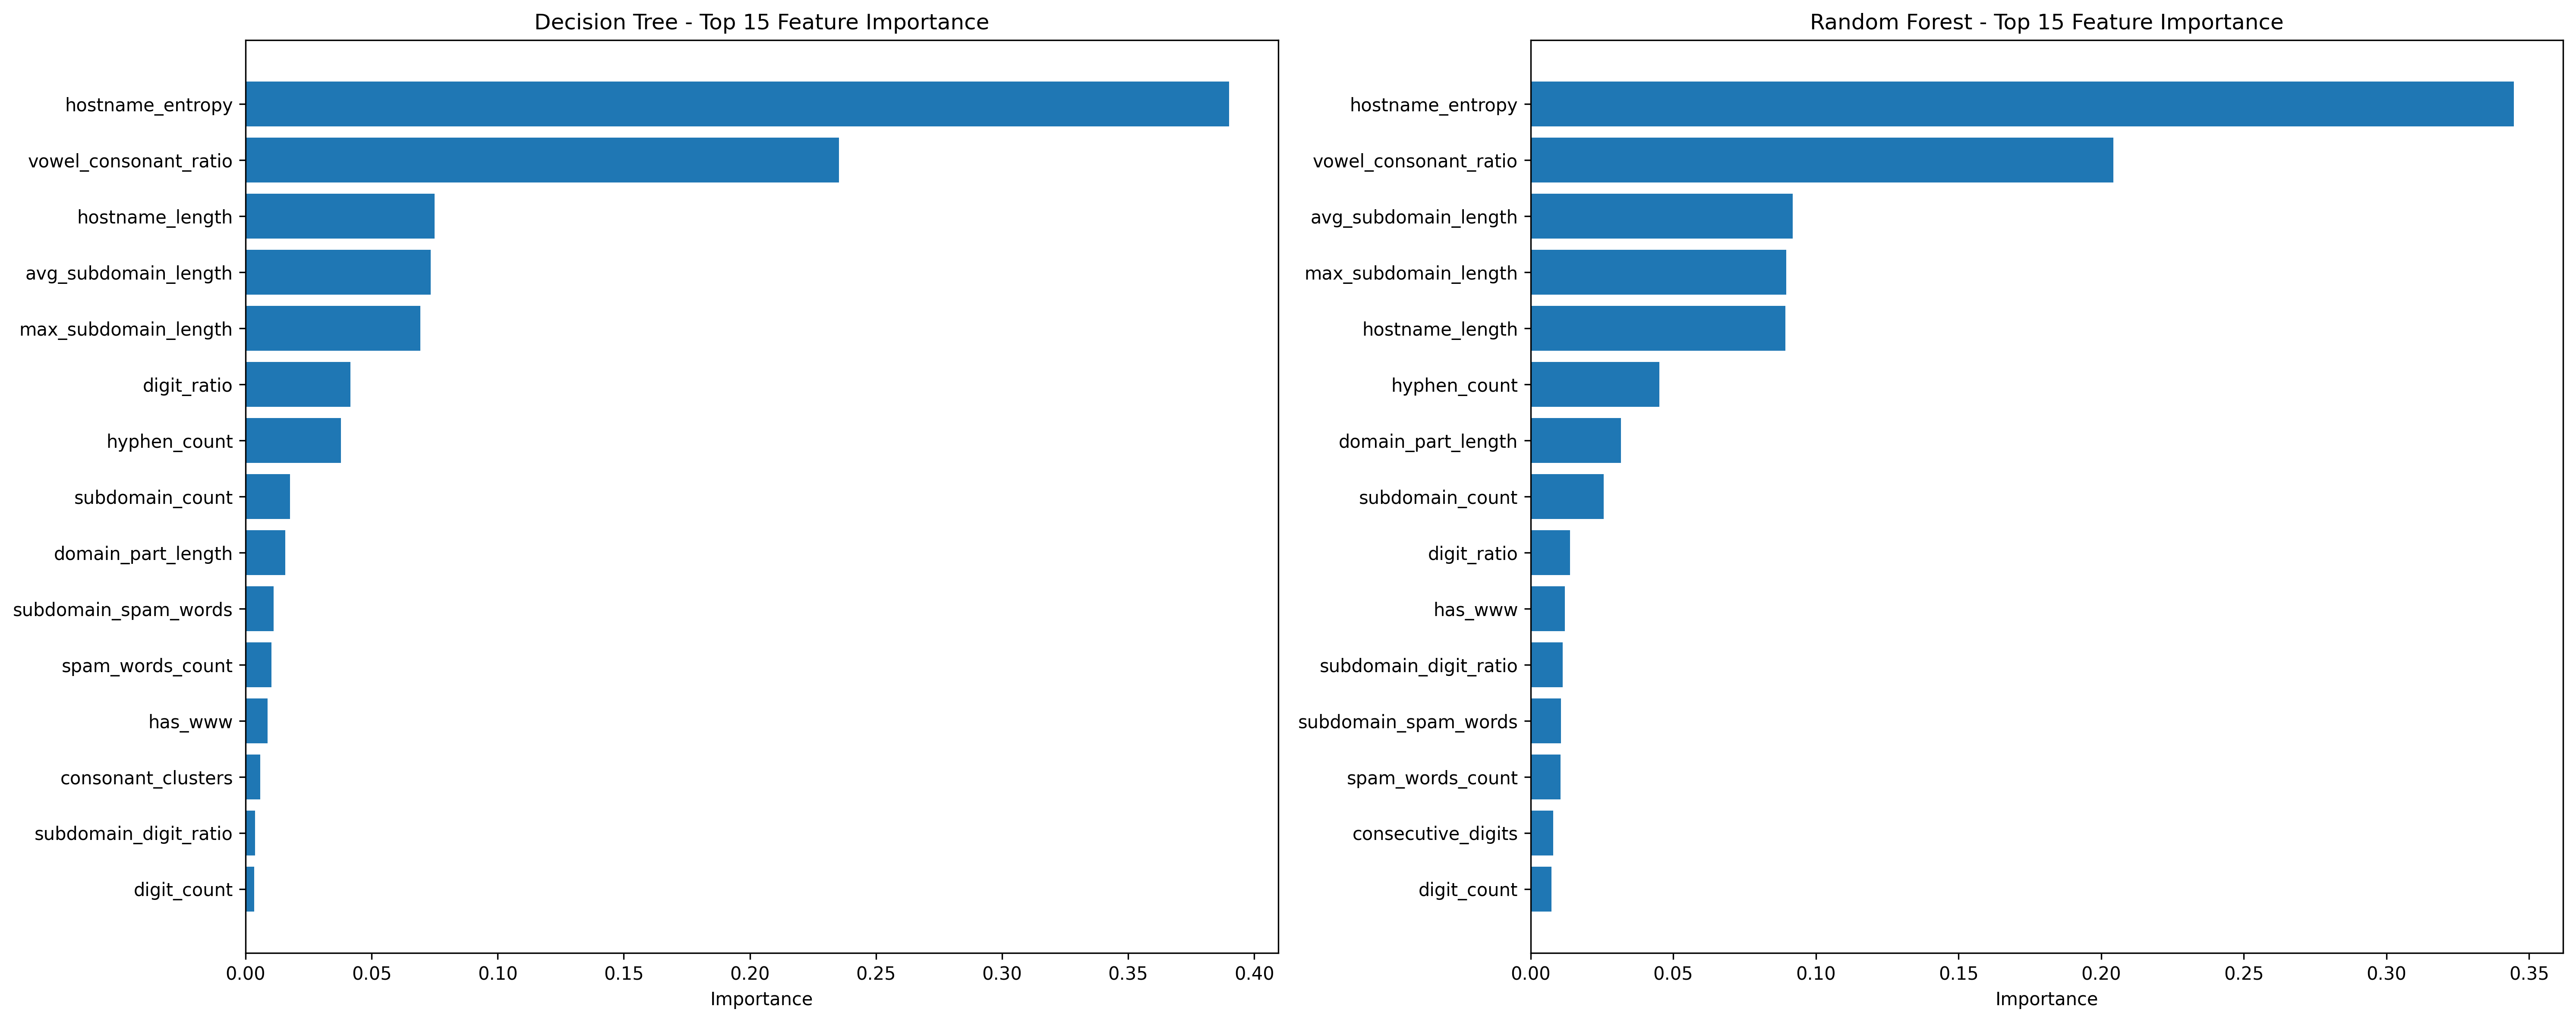 Decision Tree - Top 15 Feature Importance
hostname_entropy
vowel_consonant_ratio
hostname_length
avg_subdomain_length
max_subdomain_length
digit_ratio
hyphen_count
subdomain_count
domain_part_length
subdomain_spam_words
spam_words_count
has_www
consonant_clusters
subdomain_digit_ratio
digit_count
0.00 0.05 0.10 0.15 0.20 0.25 0.30 0.35 0.40
Importance
Random Forest - Top 15 Feature Importance
hostname_entropy
vowel_consonant_ratio
avg_subdomain_length
max_subdomain_length
hostname_length
hyphen_count
domain_part_length
subdomain_count
digit_ratio
has_www
subdomain_digit_ratio
subdomain_spam_words
spam_words_count
consecutive_digits
digit_count
0.00 0.05 0.10 0.15 0.20 0.25 0.30 0.35
Importance